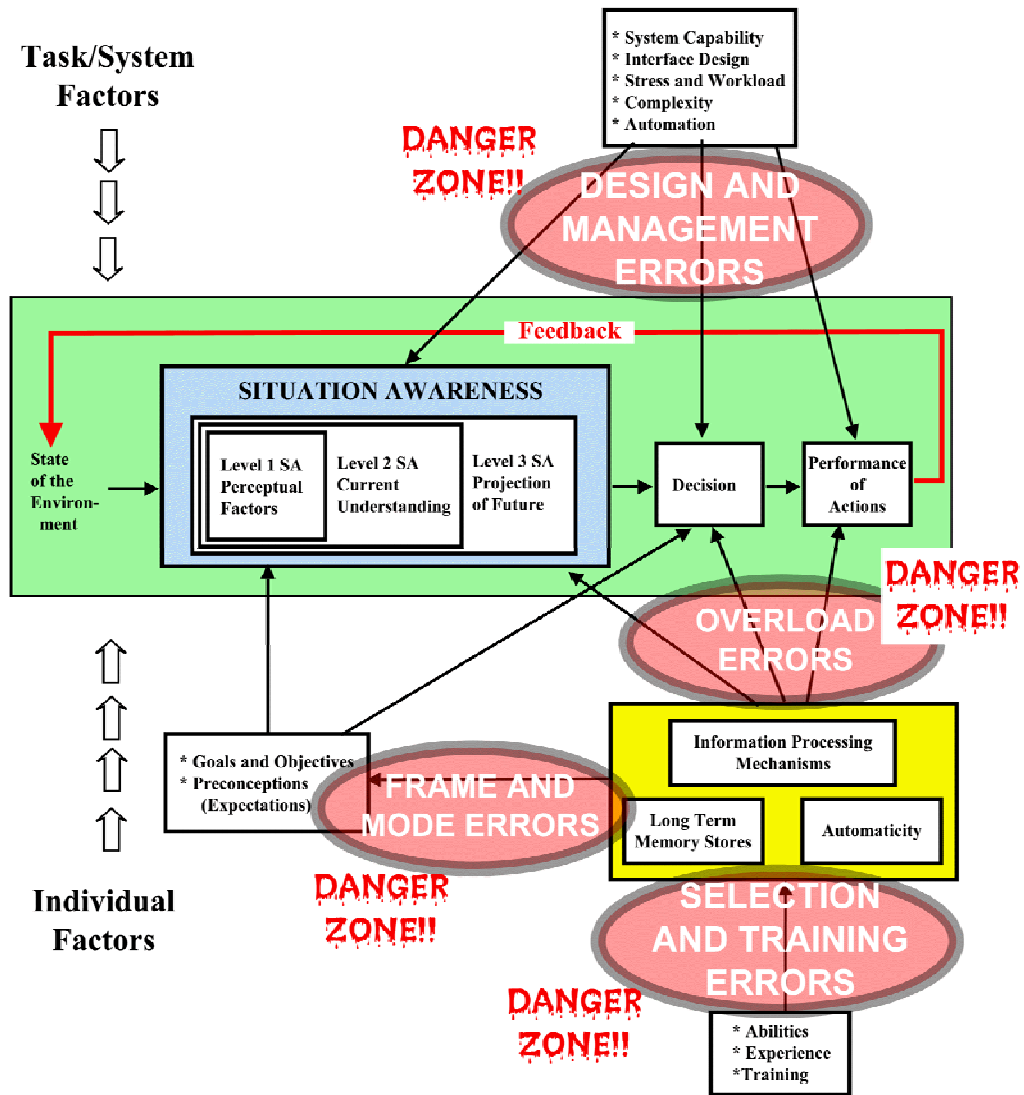 Task/System
Factors
* System Capability
* Interface Design
* Stress and Workload
* Complexity
* Automation
DANGER
ZONE!!
DESIGN AND
MANAGEMENT
ERRORS
Feedback
SITUATION AWARENESS
State
of the
Environ-
ment
Level 1 SA
Perceptual
Factors
Level 2 SA
Current
Understanding
Level 3 SA
Projection
of Future
Decision
Performance
of
Actions
DANGER
ZONE!!
OVERLOAD
ERRORS
* Goals and Objectives
* Preconceptions
(Expectations)
FRAME AND
MODE ERRORS
DANGER
ZONE!!
Information Processing
Mechanisms
Long Term
Memory Stores
Automaticity
Individual
Factors
SELECTION
AND TRAINING
ERRORS
DANGER
ZONE!!
* Abilities
* Experience
*Training